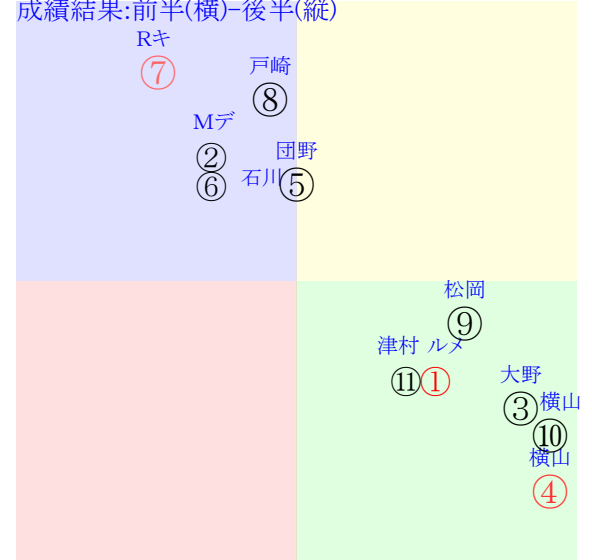 成績結果:前半(横)-後半(縦)
Rキ
⑦
戸崎
⑧
Mデ
②
団野
⑥
石川
⑤
松岡
⑨
津村
ルメ
⑪
①
大野
③
横山
⑩
横山
④